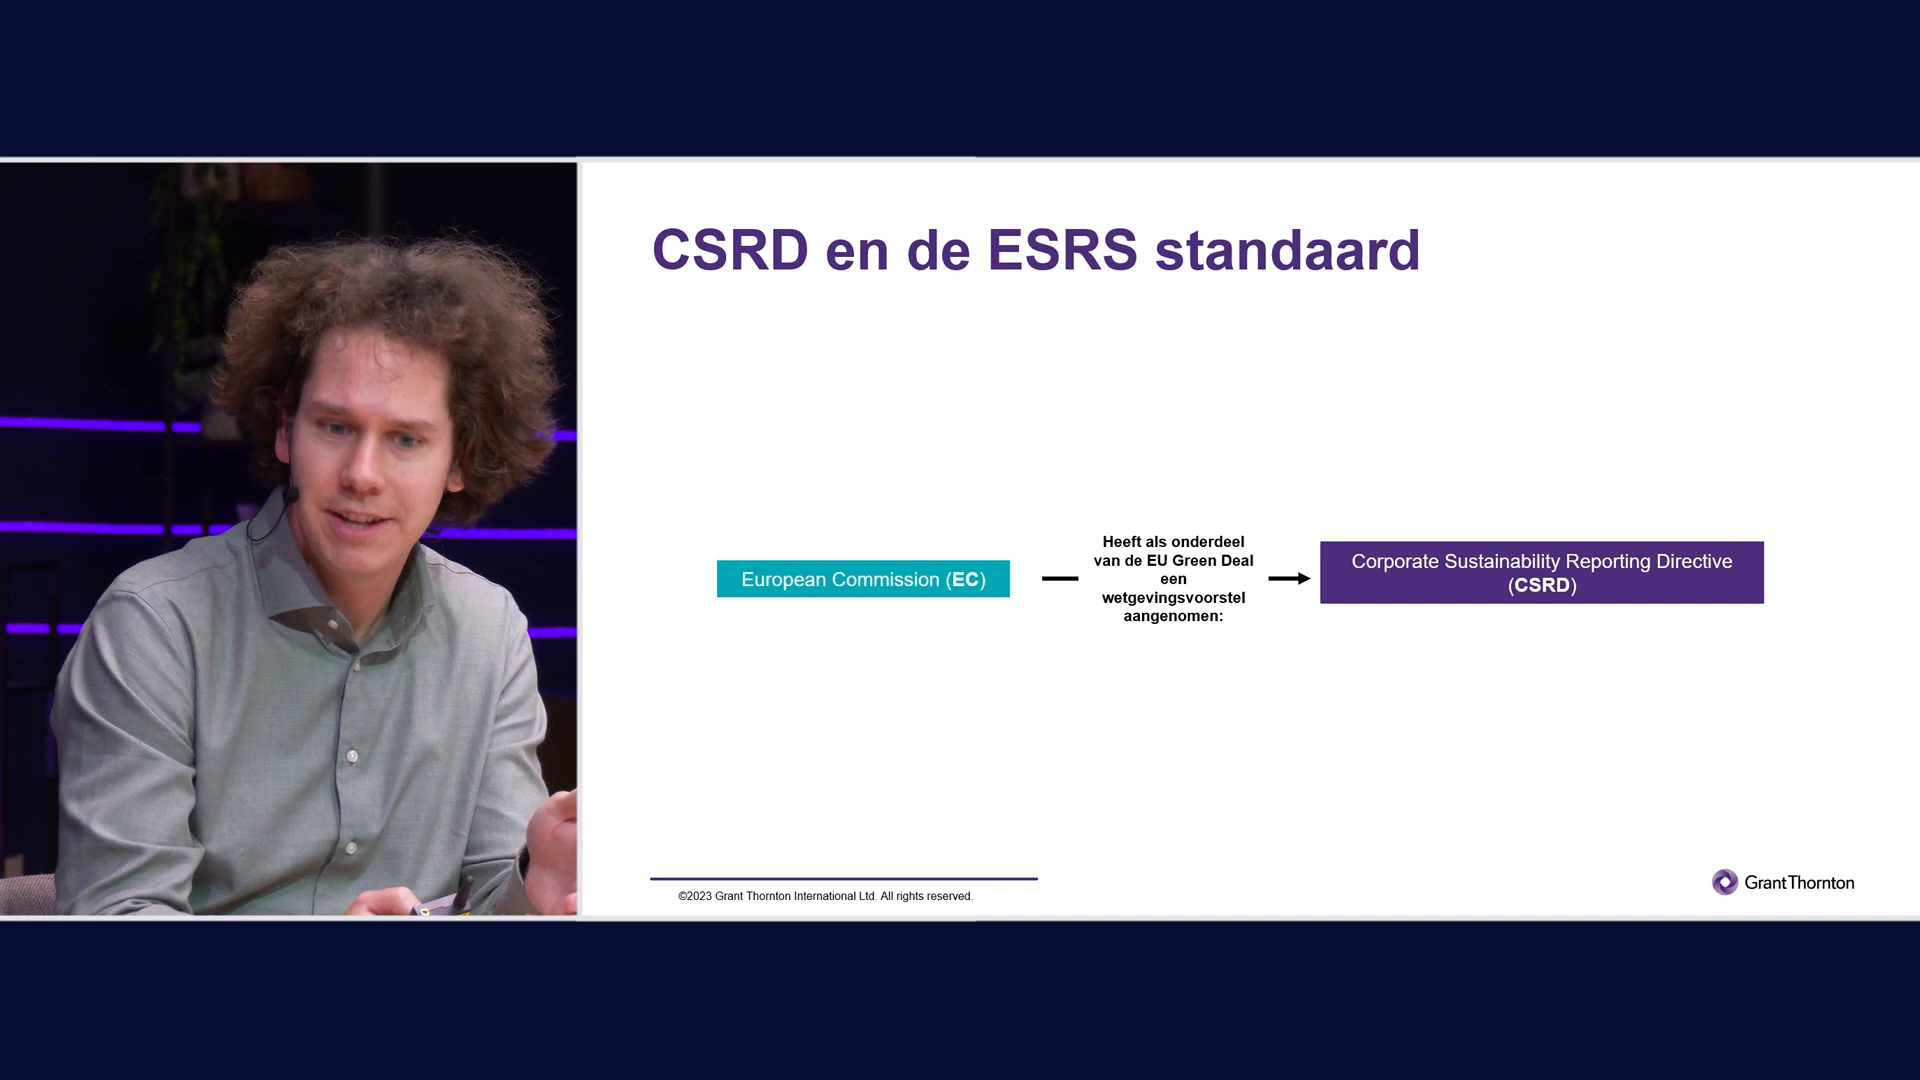 CSRD en de ESRS standaard
European Commission (EC)
Heeft als onderdeel
van de EU Green Deal
een
wetgevingsvoorstel
aangenomen:
Corporate Sustainability Reporting Directive
(CSRD)
©2023 Grant Thornton International Ltd. All rights reserved.
GrantThornton